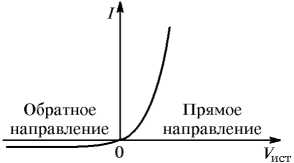 I
Обратное
направление
Прямое
направление
0
Vист